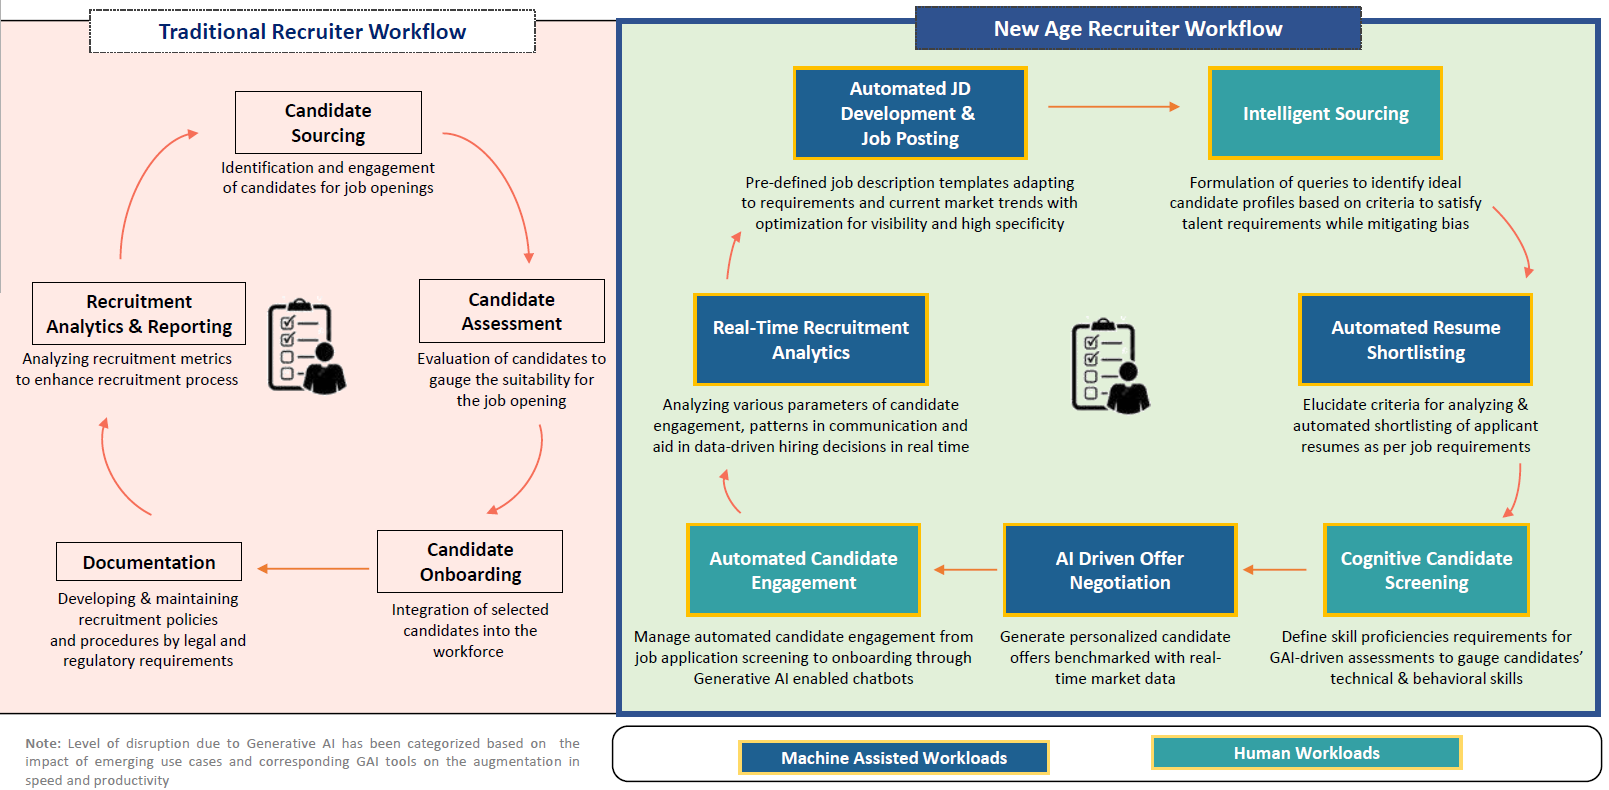 Traditional Recruiter Workflow
Candidate
Sourcing
Identification and engagement
of candidates for job openings
Candidate
Assessment
Evaluation of candidates to
gauge the suitability for
the job opening
Candidate
Onboarding
Integration of selected
candidates into the
workforce
Documentation
Developing & maintaining
recruitment policies
and procedures by legal and
regulatory requirements
Recruitment
Analytics & Reporting
Analyzing recruitment metrics
to enhance recruitment process
New Age Recruiter Workflow
Automated JD
Development &
Job Posting
Pre-defined job description templates adapting
to requirements and current market trends with
optimization for visibility and high specificity
Intelligent Sourcing
Formulation of queries to identify ideal
candidate profiles based on criteria to satisfy
talent requirements while mitigating bias
Automated Resume
Shortlisting
Elucidate criteria for analyzing &
automated shortlisting of applicant
resumes as per job requirements
Cognitive Candidate
Screening
Define skill proficiencies requirements for
GAI-driven assessments to gauge candidates’
technical & behavioral skills
AI Driven Offer
Negotiation
Generate personalized candidate
offers benchmarked with real-
time market data
Automated Candidate
Engagement
Manage automated candidate engagement from
job application screening to onboarding through
Generative AI enabled chatbots
Real-Time Recruitment
Analytics
Analyzing various parameters of candidate
engagement, patterns in communication and
aid in data-driven hiring decisions in real time
Note: Level of disruption due to Generative AI has been categorized based on the
impact of emerging use cases and corresponding GAI tools on the augmentation in
speed and productivity
Machine Assisted Workloads
Human Workloads